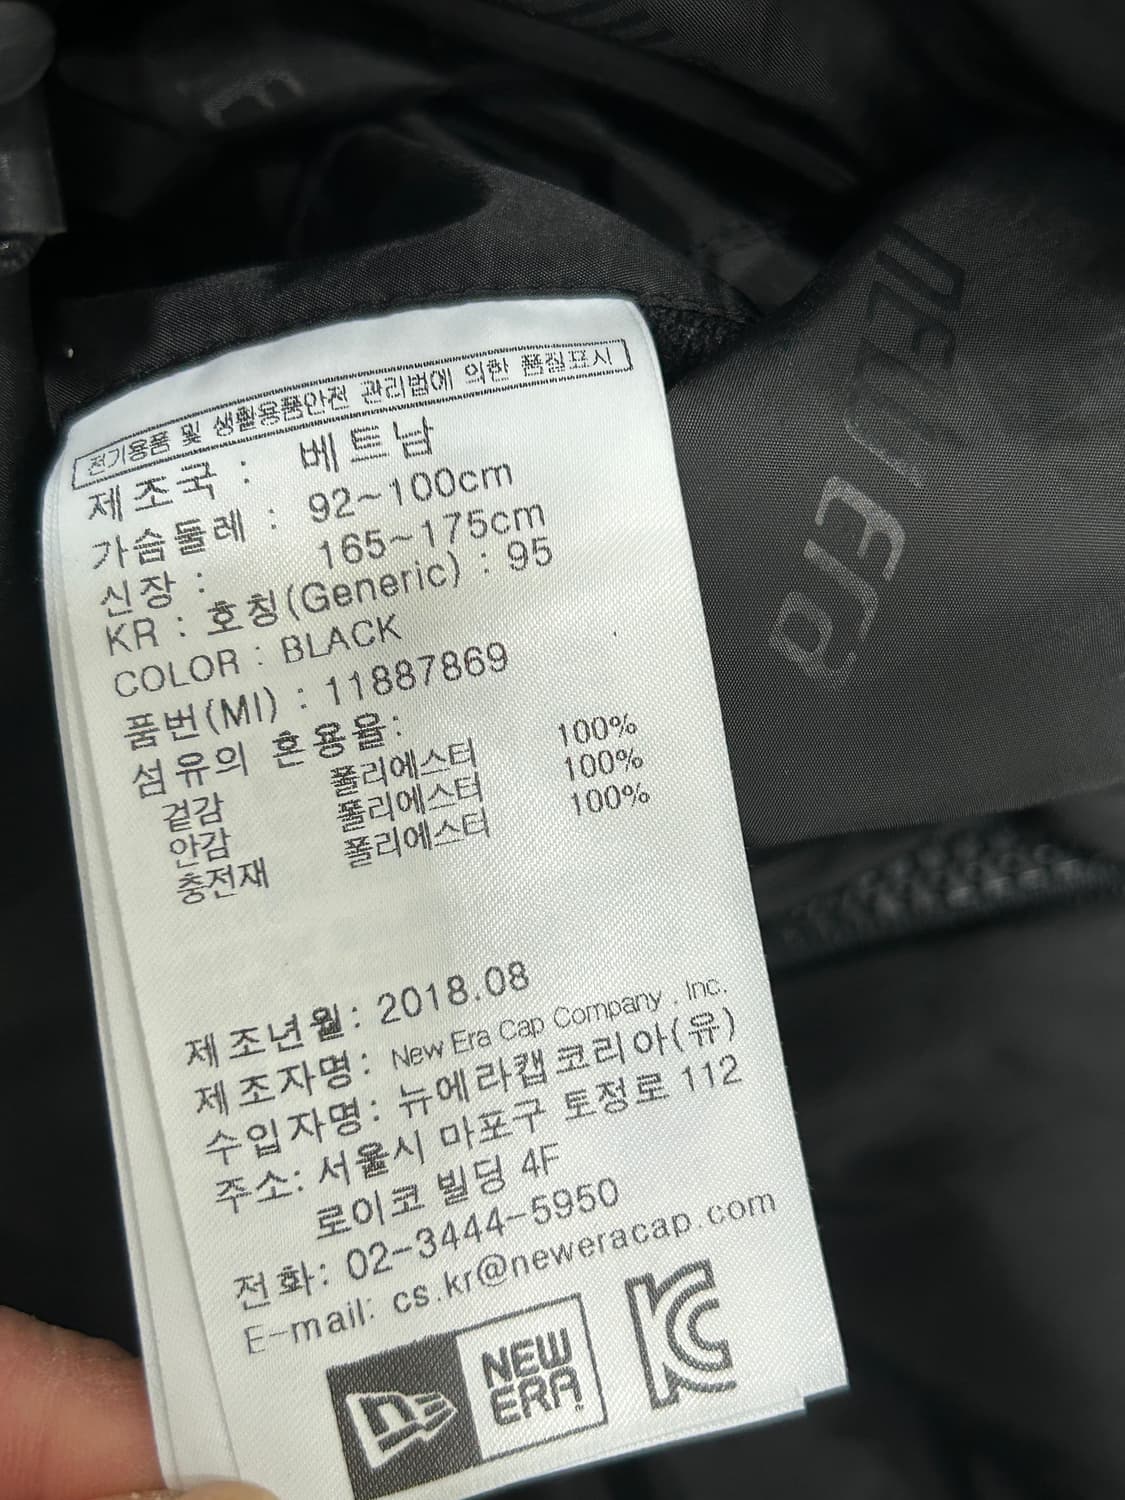 전기용품 및 생활용품안전 관리법에 의한 품질표시
제조국 : 베트남
가슴둘레 : 92~100cm
신장 : 165~175cm
KR : 호칭(Generic) : 95
COLOR : BLACK
품번(MI) : 11887869
섬유의 혼용율:
겉감 폴리에스터 100%
안감 폴리에스터 100%
충전재 폴리에스터 100%
제조년월: 2018.08
제조자명: New Era Cap Company . Inc.
수입자명: 뉴에라캡코리아(유)
주소: 서울시 마포구 토정로 112
로이코 빌딩 4F
전화: 02-3444-5950
E-mail: cs.kr@neweracap.com
NEW
ERA
KC
new era